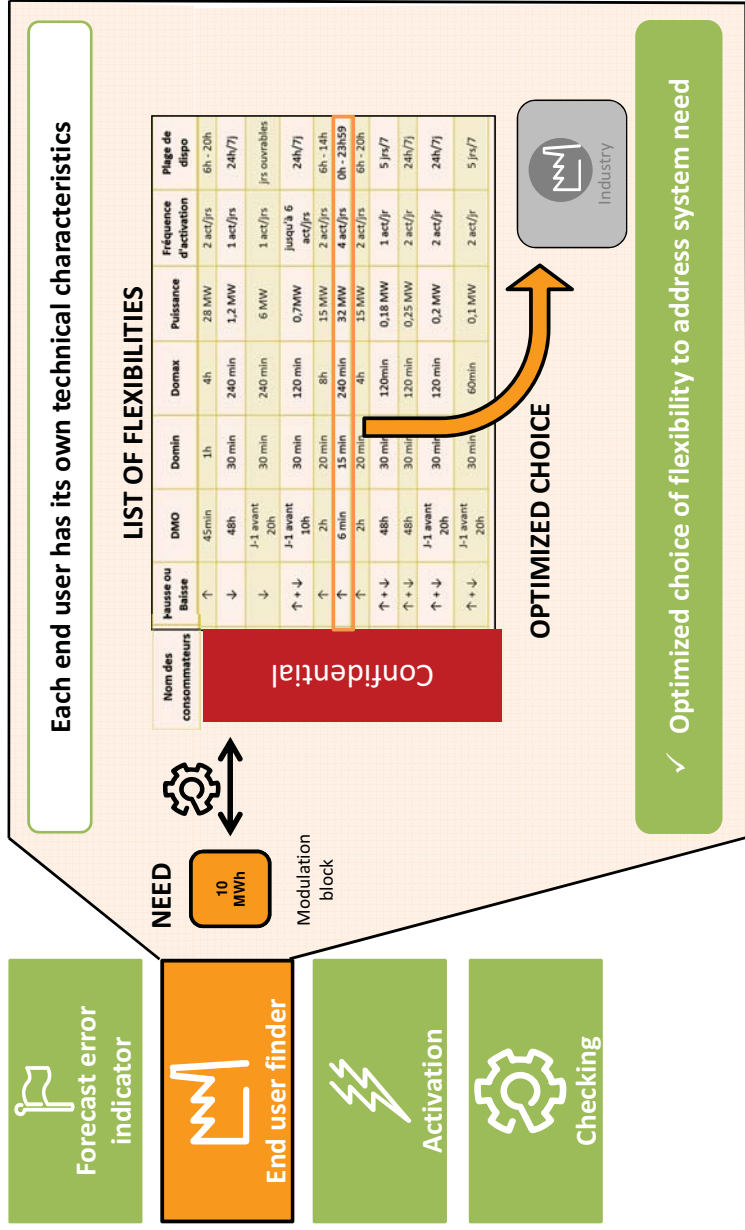 Forecast error
indicator
End user finder
Activation
Checking
Each end user has its own technical characteristics
NEED
10
MWh
Modulation
block
LIST OF FLEXIBILITIES
Nom des
consommateurs
Hausse ou
Baisse
DMO
Domin
Domax
Puissance
Fréquence
d'activation
Plage de
dispo
Confidential
↑ 45min 1h 4h 28 MW 2 act/jrs 6h - 20h
↓ 48h 30 min 240 min 1,2 MW 1 act/jrs 24h/7j
↓ J-1 avant
20h 30 min 240 min 6 MW 1 act/jrs jrs ouvrables
↑ + ↓ J-1 avant
10h 30 min 120 min 0,7MW jusqu'à 6
act/jrs 24h/7j
↑ 2h 20 min 8h 15 MW 2 act/jrs 6h - 14h
↑ 6 min 15 min 240 min 32 MW 4 act/jrs 0h - 23h59
↑ 2h 20 min 4h 15 MW 2 act/jrs 6h - 20h
↑ + ↓ 48h 30 min 120min 0,18 MW 1 act/jr 5 jrs/7
↑ + ↓ 48h 30 min 120 min 0,25 MW 2 act/jr 24h/7j
↑ + ↓ J-1 avant
20h 30 min 120 min 0,2 MW 2 act/jr 24h/7j
↑ + ↓ J-1 avant
20h 30 min 60min 0,1 MW 2 act/jr 5 jrs/7
OPTIMIZED CHOICE
Industry
✓ Optimized choice of flexibility to address system need